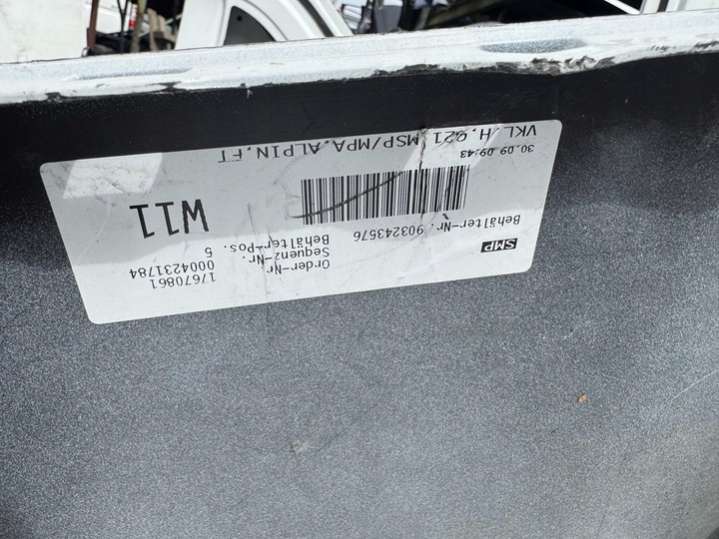 SMP
Behälter-Nr. 903243576
Order-Nr 17670861
Sequenz-Nr. 0004231784
Behälter-Pos. 5
W11
30.09 09:43
VKL.H.021 MSP/MPA.ALPIN.FT